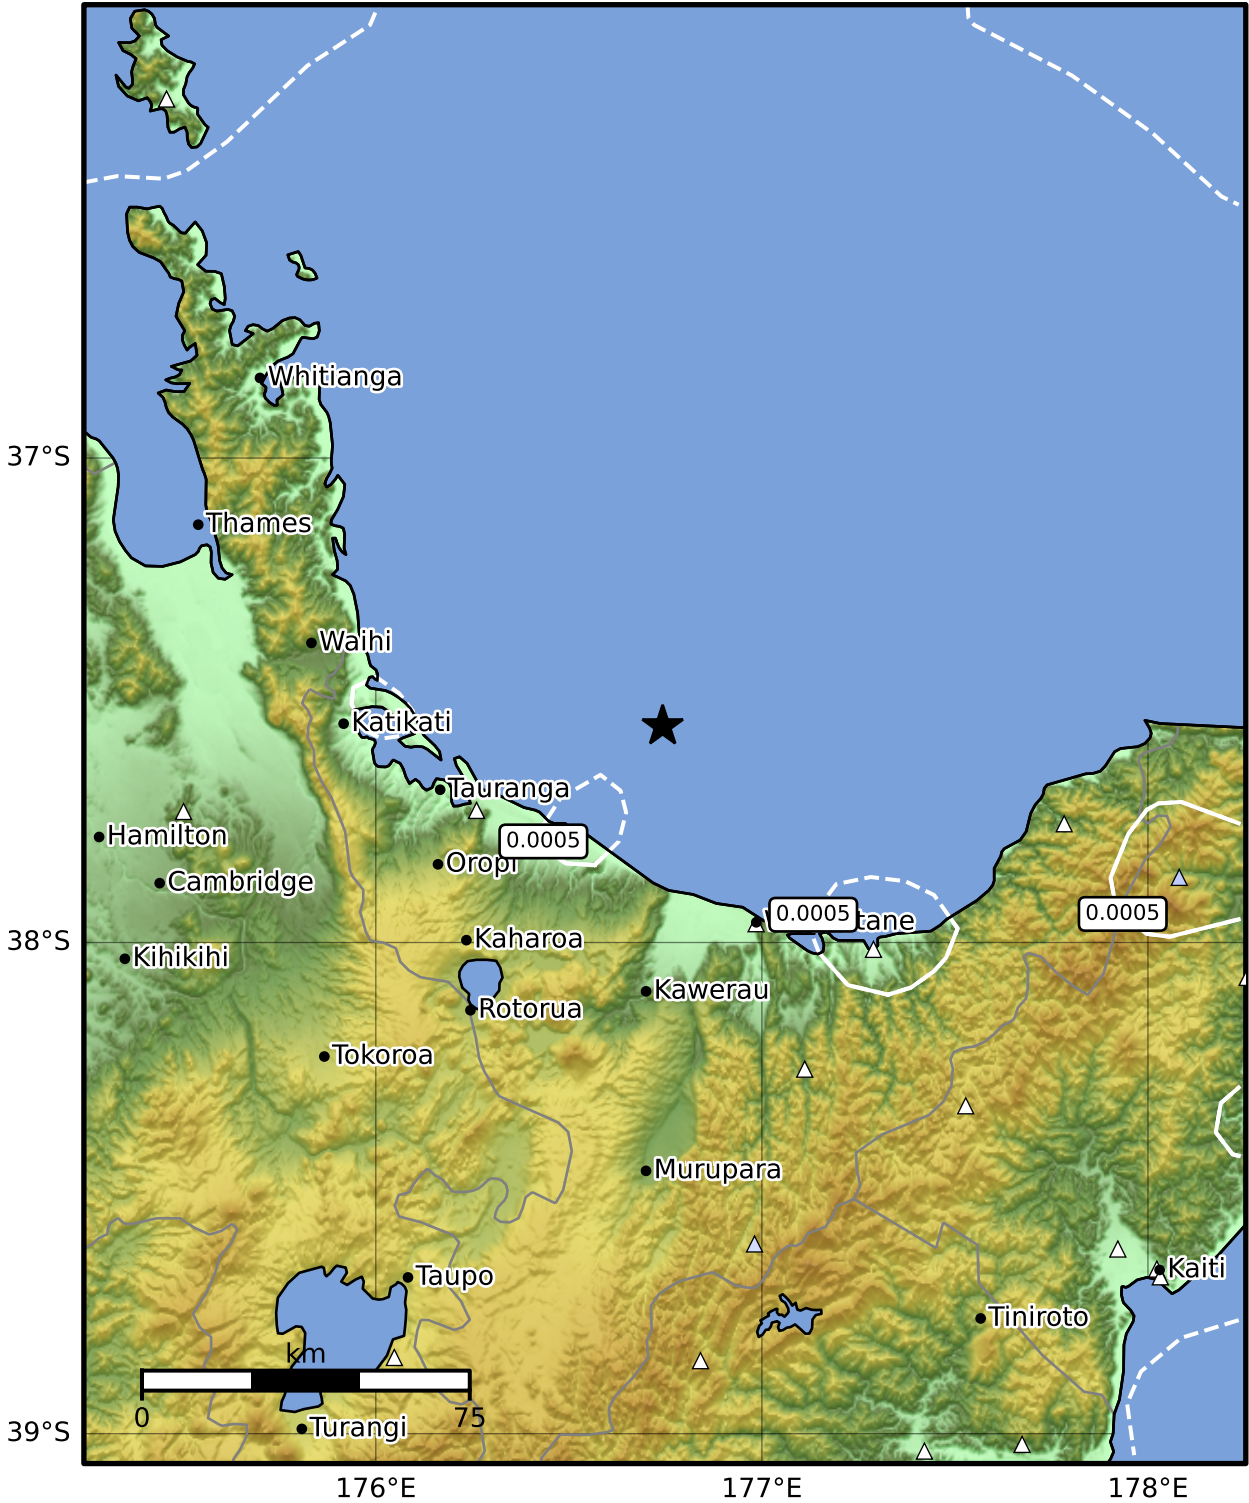 Whitianga
37°S
Thames
Waihi
Katikati
Tauranga
Hamilton
0.0005
Oropi
Cambridge
0.0005
tane
0.0005
Kaharoa
38°S
Kihikihi
Kawerau
Rotorua
Tokoroa
Murupara
Kaiti
Taupo
Tiniroto
km
0
75
Turangi
39°S
176°E
177°E
178°E